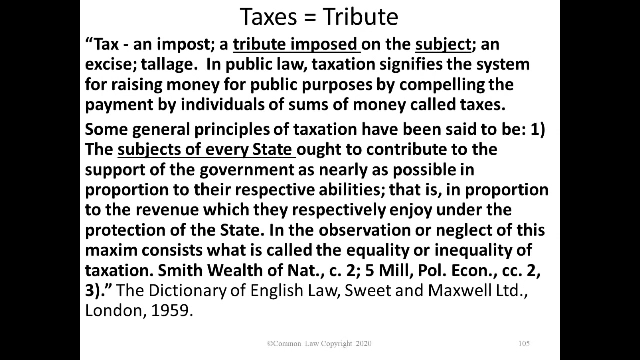 Taxes = Tribute
“Tax - an impost; a tribute imposed on the subject; an
excise; tallage.  In public law, taxation signifies the system
for raising money for public purposes by compelling the
payment by individuals of sums of money called taxes.
Some general principles of taxation have been said to be: 1)
The subjects of every State ought to contribute to the
support of the government as nearly as possible in
proportion to their respective abilities; that is, in proportion
to the revenue which they respectively enjoy under the
protection of the State. In the observation or neglect of this
maxim consists what is called the equality or inequality of
taxation. Smith Wealth of Nat., c. 2; 5 Mill, Pol. Econ., cc. 2,
3).” The Dictionary of English Law, Sweet and Maxwell Ltd.,
London, 1959.
©Common Law Copyright 2020
105